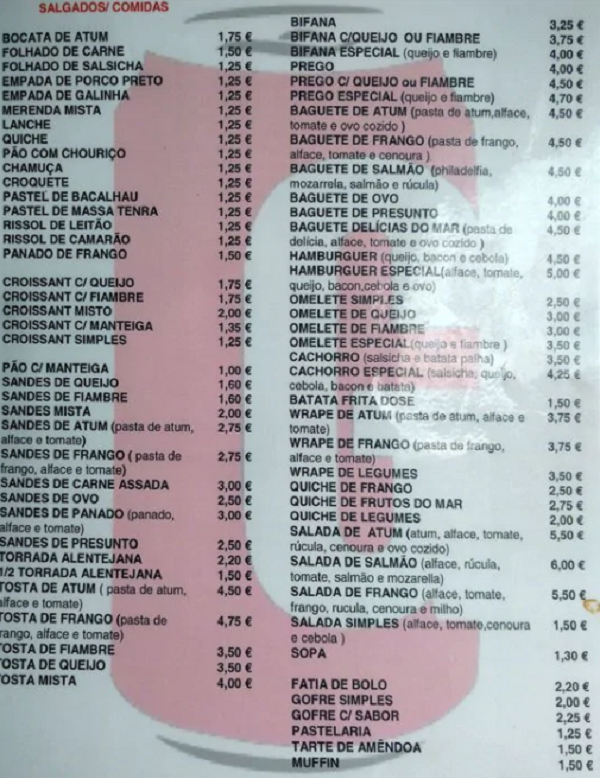 SALGADOS/ COMIDAS
BOCATA DE ATUM 1,75 €
FOLHADO DE CARNE 1,50 €
FOLHADO DE SALSICHA 1,25 €
EMPADA DE PORCO PRETO 1,25 €
EMPADA DE GALINHA 1,25 €
MERENDA MISTA 1,25 €
LANCHE 1,25 €
QUICHE 1,25 €
PÃO COM CHOURIÇO 1,25 €
CHAMUÇA 1,25 €
CROQUETE 1,25 €
PASTEL DE BACALHAU 1,25 €
PASTEL DE MASSA TENRA 1,25 €
RISSOL DE LEITÃO 1,25 €
RISSOL DE CAMARÃO 1,25 €
PANADO DE FRANGO 1,50 €
CROISSANT C/ QUEIJO 1,75 €
CROISSANT C/ FIAMBRE 1,75 €
CROISSANT MISTO 2,00 €
CROISSANT C/ MANTEIGA 1,35 €
CROISSANT SIMPLES 1,25 €
PÃO C/ MANTEIGA 1,00 €
SANDES DE QUEIJO 1,60 €
SANDES DE FIAMBRE 1,60 €
SANDES MISTA 2,00 €
SANDES DE ATUM (pasta de atum, 2,75 €
alface e tomate)
SANDES DE FRANGO ( pasta de 2,75 €
frango, alface e tomate)
SANDES DE CARNE ASSADA 3,00 €
SANDES DE OVO 2,50 €
SANDES DE PANADO (panado, 3,00 €
alface e tomate)
SANDES DE PRESUNTO 2,50 €
TORRADA ALENTEJANA 2,20 €
1/2 TORRADA ALENTEJANA 1,50 €
TOSTA DE ATUM ( pasta de atum, 4,50 €
alface e tomate)
TOSTA DE FRANGO (pasta de 4,75 €
frango, alface e tomate)
TOSTA DE FIAMBRE 3,50 €
TOSTA DE QUEIJO 3,50 €
TOSTA MISTA 4,00 €
BIFANA 3,25 €
BIFANA C/QUEIJO OU FIAMBRE 3,75 €
BIFANA ESPECIAL (queijo e fiambre) 4,00 €
PREGO 4,00 €
PREGO C/ QUEIJO OU FIAMBRE 4,50 €
PREGO ESPECIAL (queijo e fiambre) 4,70 €
BAGUETE DE ATUM (pasta de atum,alface, 4,50 €
tomate e ovo cozido )
BAGUETE DE FRANGO (pasta de frango, 4,50 €
alface, tomate e cenoura )
BAGUETE DE SALMÃO (philadelfia, 4,50 €
mozarrela, salmão e rúcula)
BAGUETE DE OVO 4,00 €
BAGUETE DE PRESUNTO 4,00 €
BAGUETE DELÍCIAS DO MAR (pasta de 4,50 €
delícia, alface, tomate e ovo cozido )
HAMBURGUER (queijo, bacon e cebola) 4,50 €
HAMBURGUER ESPECIAL(alface, tomate, 5,00 €
queijo, bacon,cebola e ovo)
OMELETE SIMPLES 2,50 €
OMELETE DE QUEIJO 3,00 €
OMELETE DE FIAMBRE 3,00 €
OMELETE ESPECIAL(queijo e fiambre ) 3,50 €
CACHORRO (salsicha e batata palha) 3,50 €
CACHORRO ESPECIAL (salsicha, queijo, 4,25 €
cebola, bacon e batata)
BATATA FRITA DOSE 1,50 €
WRAPE DE ATUM (pasta de atum, alface e 3,75 €
tomate)
WRAPE DE FRANGO (pasta de frango, 3,75 €
alface e tomate)
WRAPE DE LEGUMES 3,50 €
QUICHE DE FRANGO 2,50 €
QUICHE DE FRUTOS DO MAR 2,75 €
QUICHE DE LEGUMES 2,00 €
SALADA DE ATUM (atum, alface, tomate, 5,50 €
rúcula, cenoura e ovo cozido)
SALADA DE SALMÃO (alface, rúcula, 6,00 €
tomate, salmão e mozarella)
SALADA DE FRANGO (alface, tomate, 5,50 €
frango, rucula, cenoura e milho)
SALADA SIMPLES (alface, tomate,cenoura 1,50 €
e cebola )
SOPA 1,30 €
FATIA DE BOLO 2,20 €
GOFRE SIMPLES 2,00 €
GOFRE C/ SABOR 2,25 €
PASTELARIA 1,25 €
TARTE DE AMÊNDOA 1,50 €
MUFFIN 1,50 €